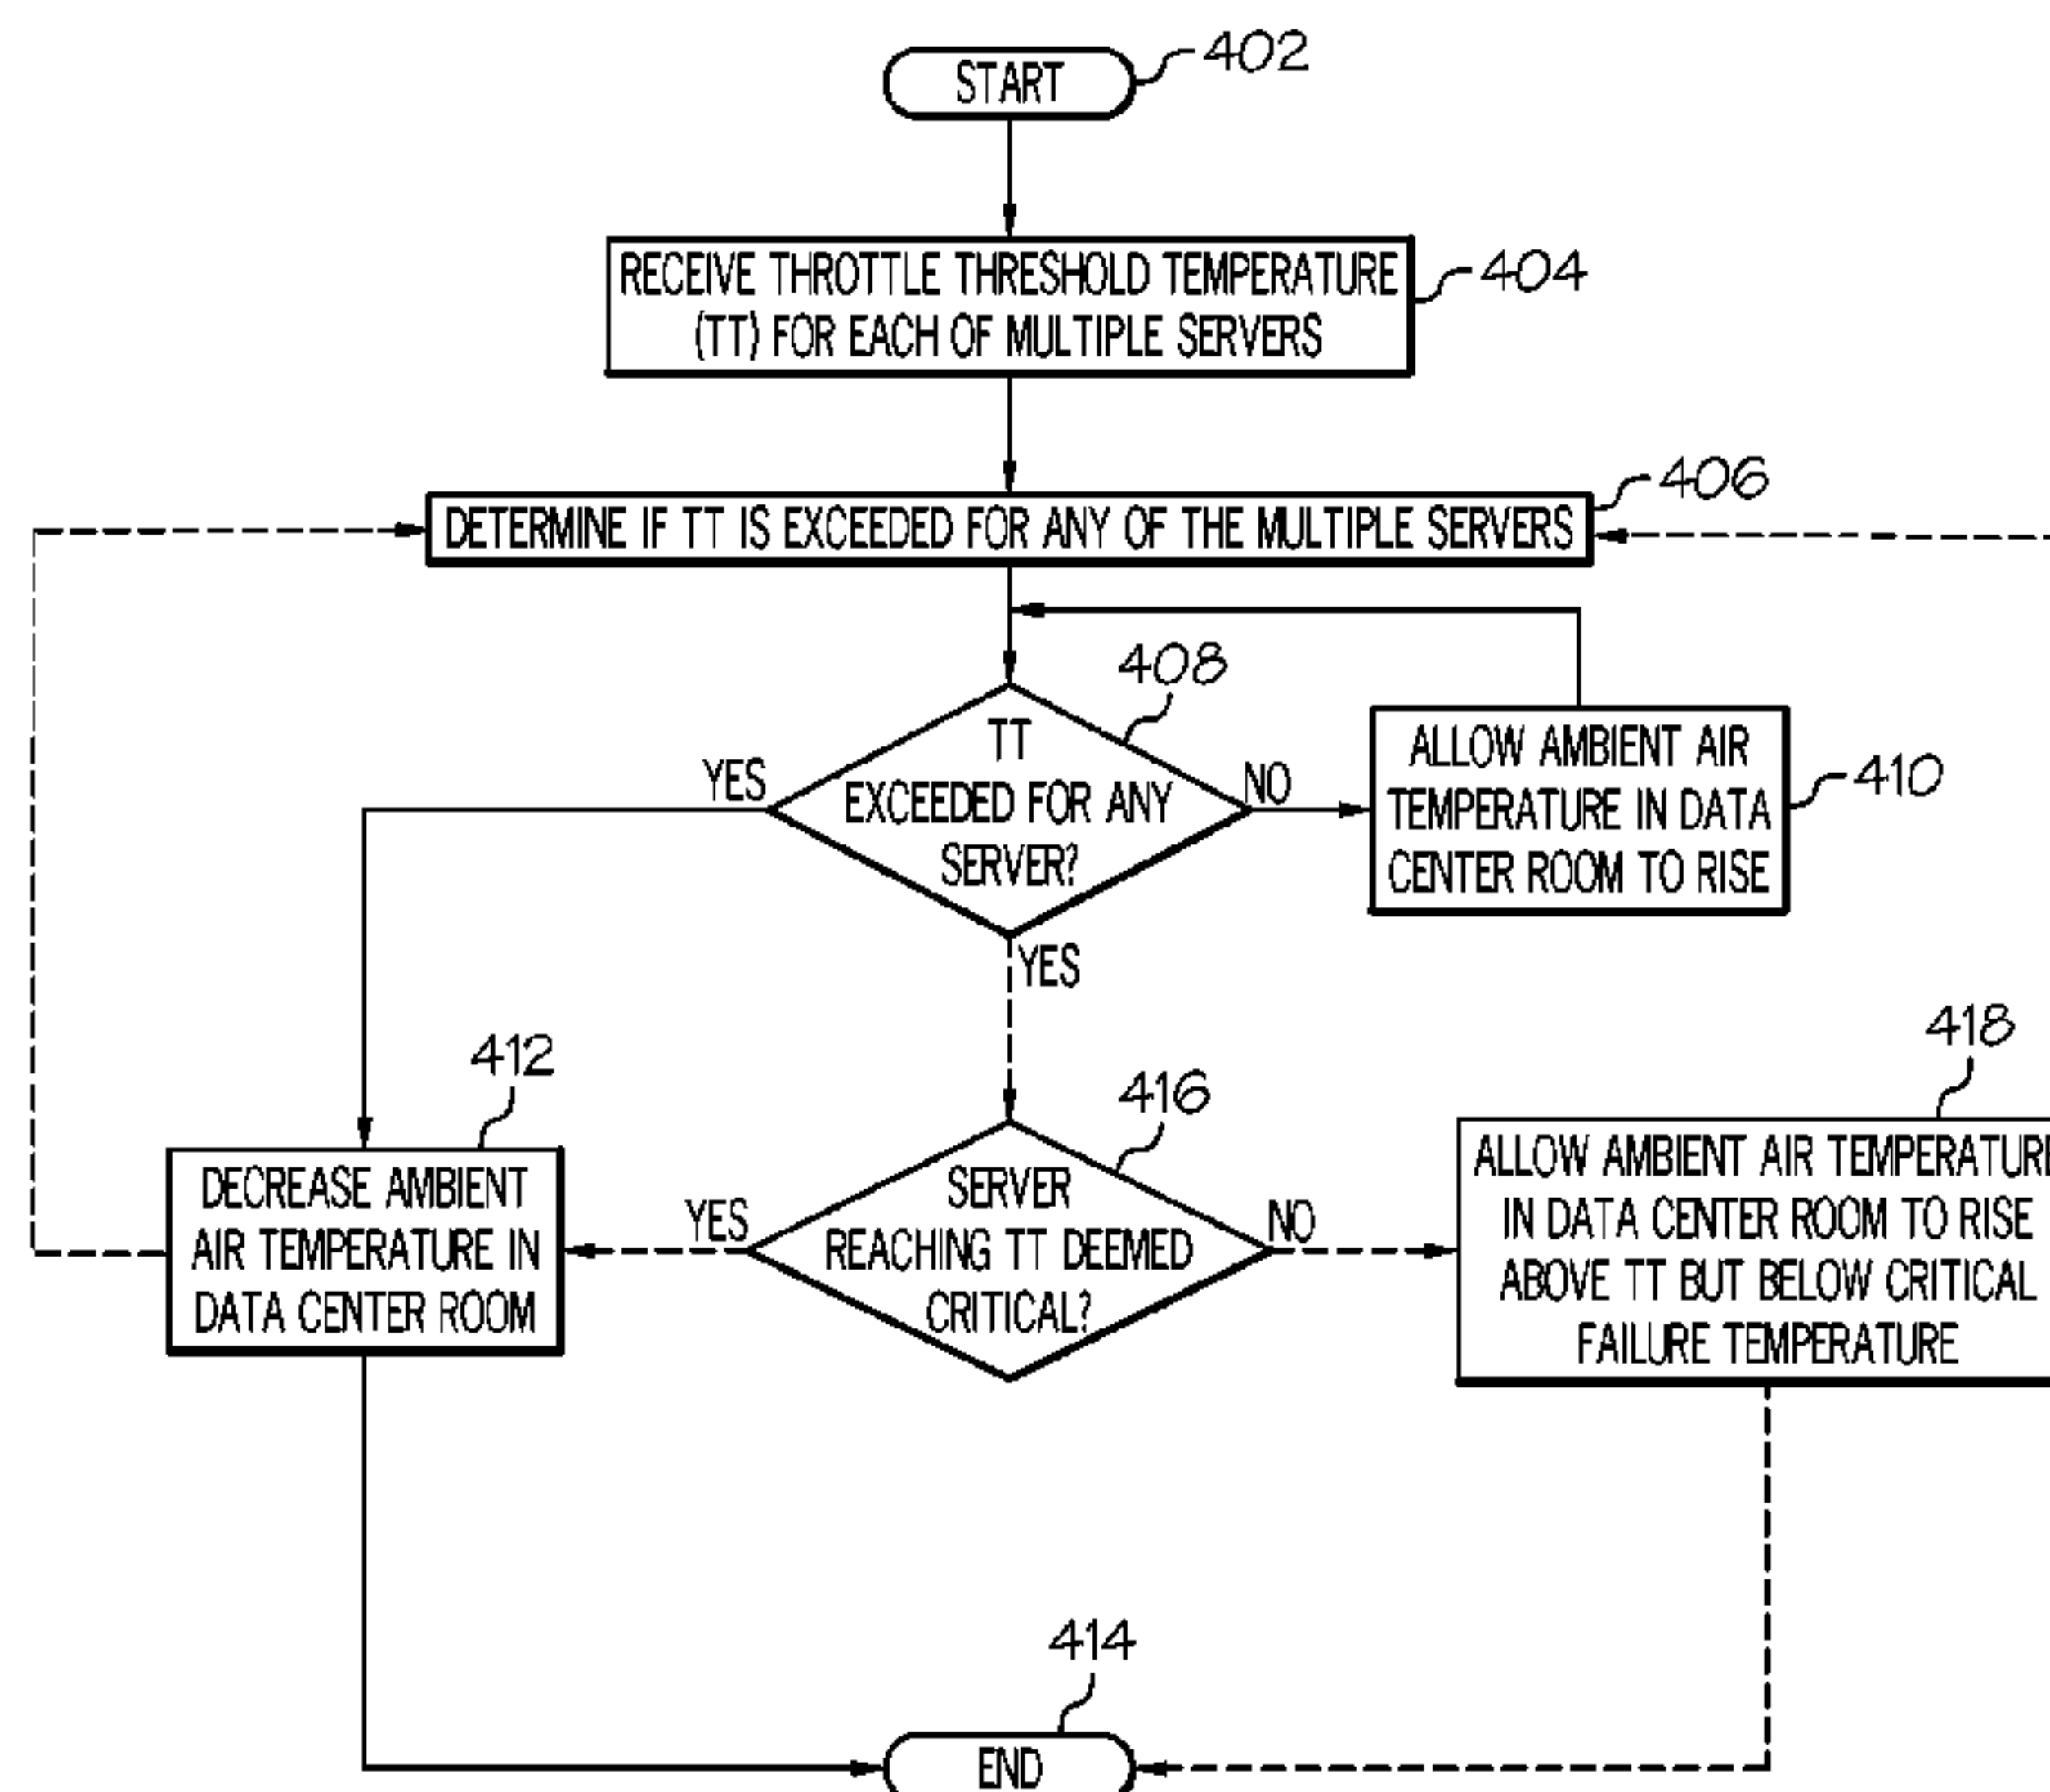 START
402
RECEIVE THROTTLE THRESHOLD TEMPERATURE
(TT) FOR EACH OF MULTIPLE SERVERS
404
406
DETERMINE IF TT IS EXCEEDED FOR ANY OF THE MULTIPLE SERVERS
408
TT
EXCEEDED FOR ANY
SERVER?
YES
NO
YES
ALLOW AMBIENT AIR
TEMPERATURE IN DATA
CENTER ROOM TO RISE
410
412
DECREASE AMBIENT
AIR TEMPERATURE IN
DATA CENTER ROOM
416
SERVER
REACHING TT DEEMED
CRITICAL?
YES
NO
418
ALLOW AMBIENT AIR TEMPERATURE
IN DATA CENTER ROOM TO RISE
ABOVE TT BUT BELOW CRITICAL
FAILURE TEMPERATURE
414
END